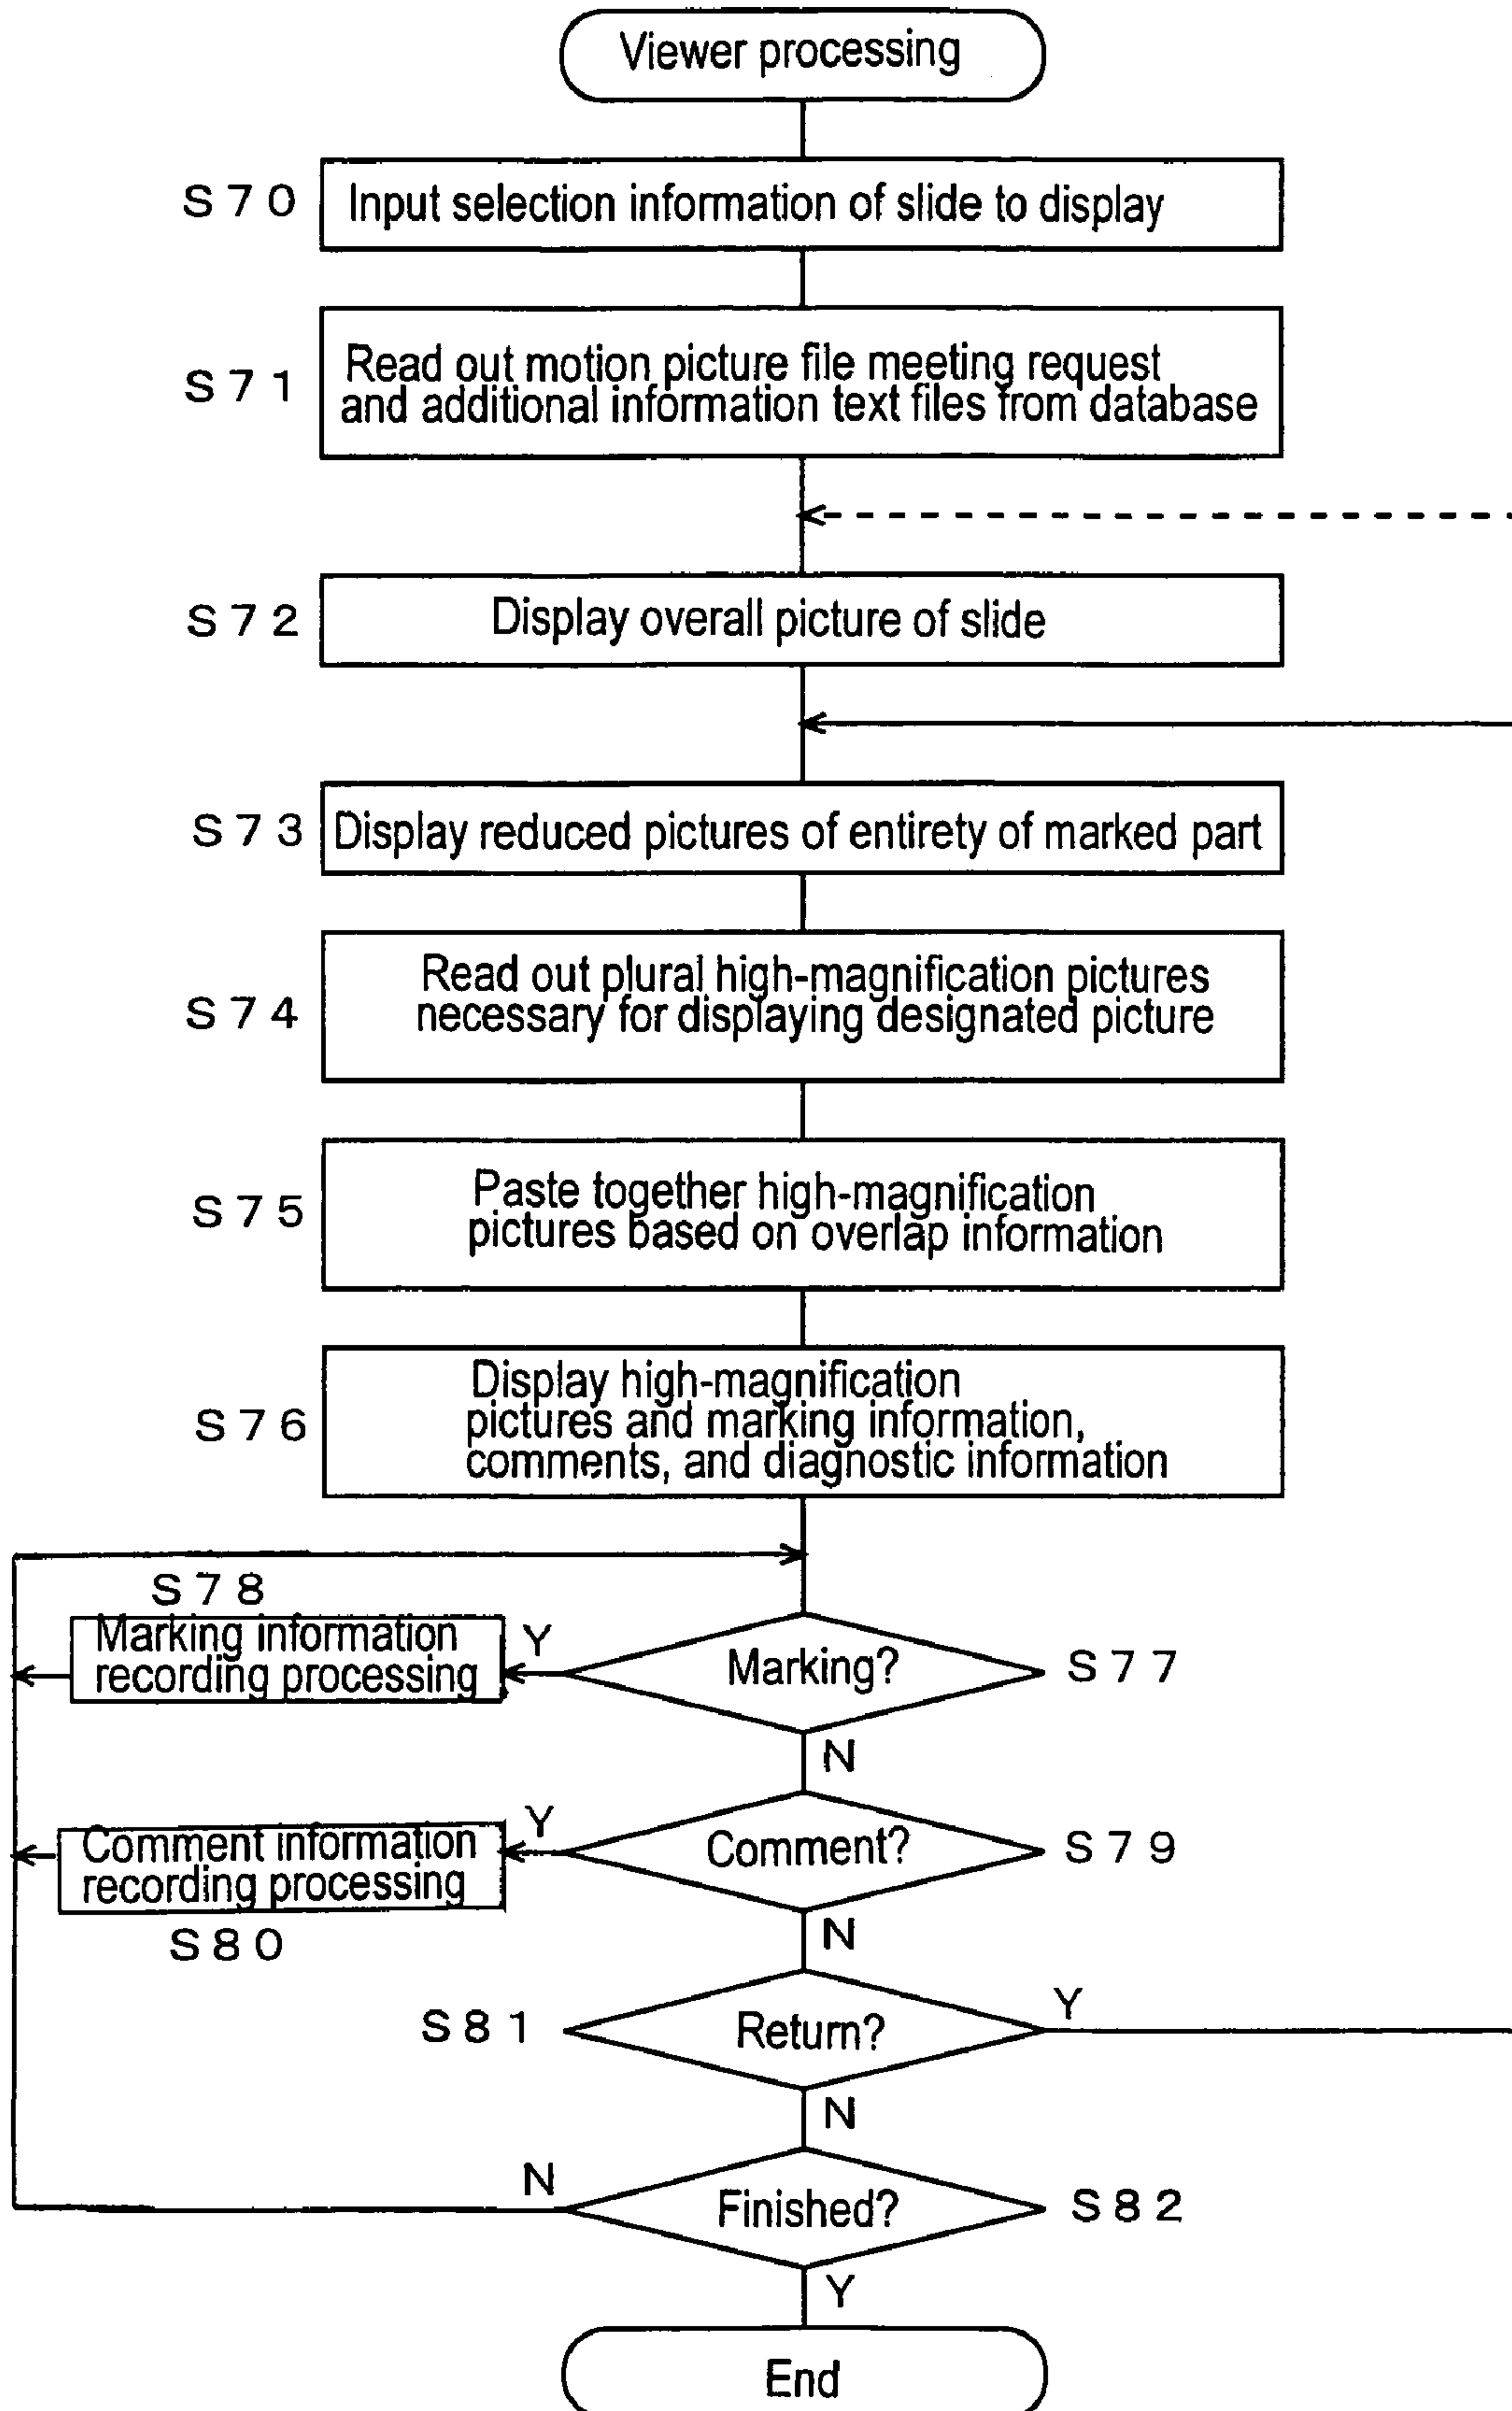 Viewer processing
S70
Input selection information of slide to display
S71
Read out motion picture file meeting request
and additional information text files from database
S72
Display overall picture of slide
S73
Display reduced pictures of entirety of marked part
S74
Read out plural high-magnification pictures
necessary for displaying designated picture
S75
Paste together high-magnification
pictures based on overlap information
S76
Display high-magnification
pictures and marking information,
comments, and diagnostic information
S78
Marking information
recording processing
Y
Marking?
S77
N
Comment information
recording processing
Y
Comment?
S79
S80
N
S81
Return?
Y
N
N
Finished?
S82
Y
End